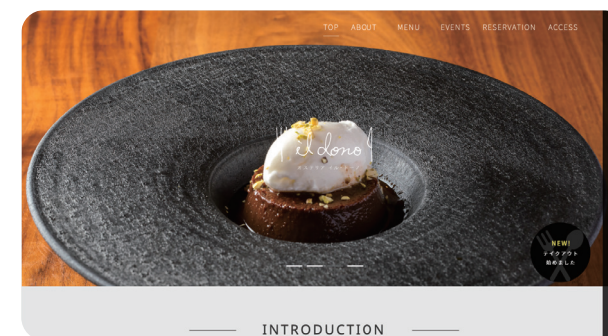 TOP ABOUT MENU EVENTS RESERVATION ACCESS
el dono
NEW!
テイクアウト
始めました
INTRODUCTION